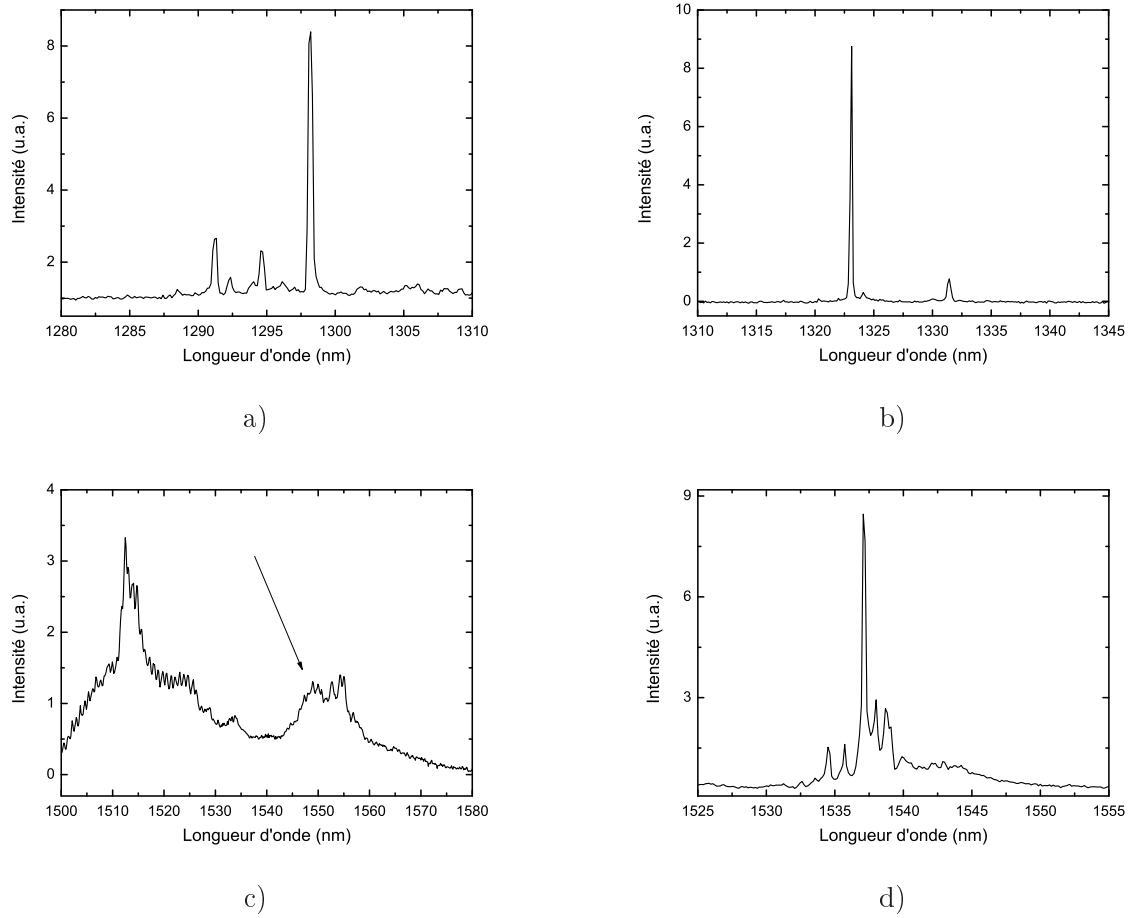 8
6
4
2
1280 1285 1290 1295 1300 1305 1310
Intensité (u.a.)
Longueur d'onde (nm)
a)
10
8
6
4
2
0
1310 1315 1320 1325 1330 1335 1340 1345
Intensité (u.a.)
Longueur d'onde (nm)
b)
4
3
2
1
0
1500 1510 1520 1530 1540 1550 1560 1570 1580
Intensité (u.a.)
Longueur d'onde (nm)
c)
9
6
3
1525 1530 1535 1540 1545 1550 1555
Intensité (u.a.)
Longueur d'onde (nm)
d)